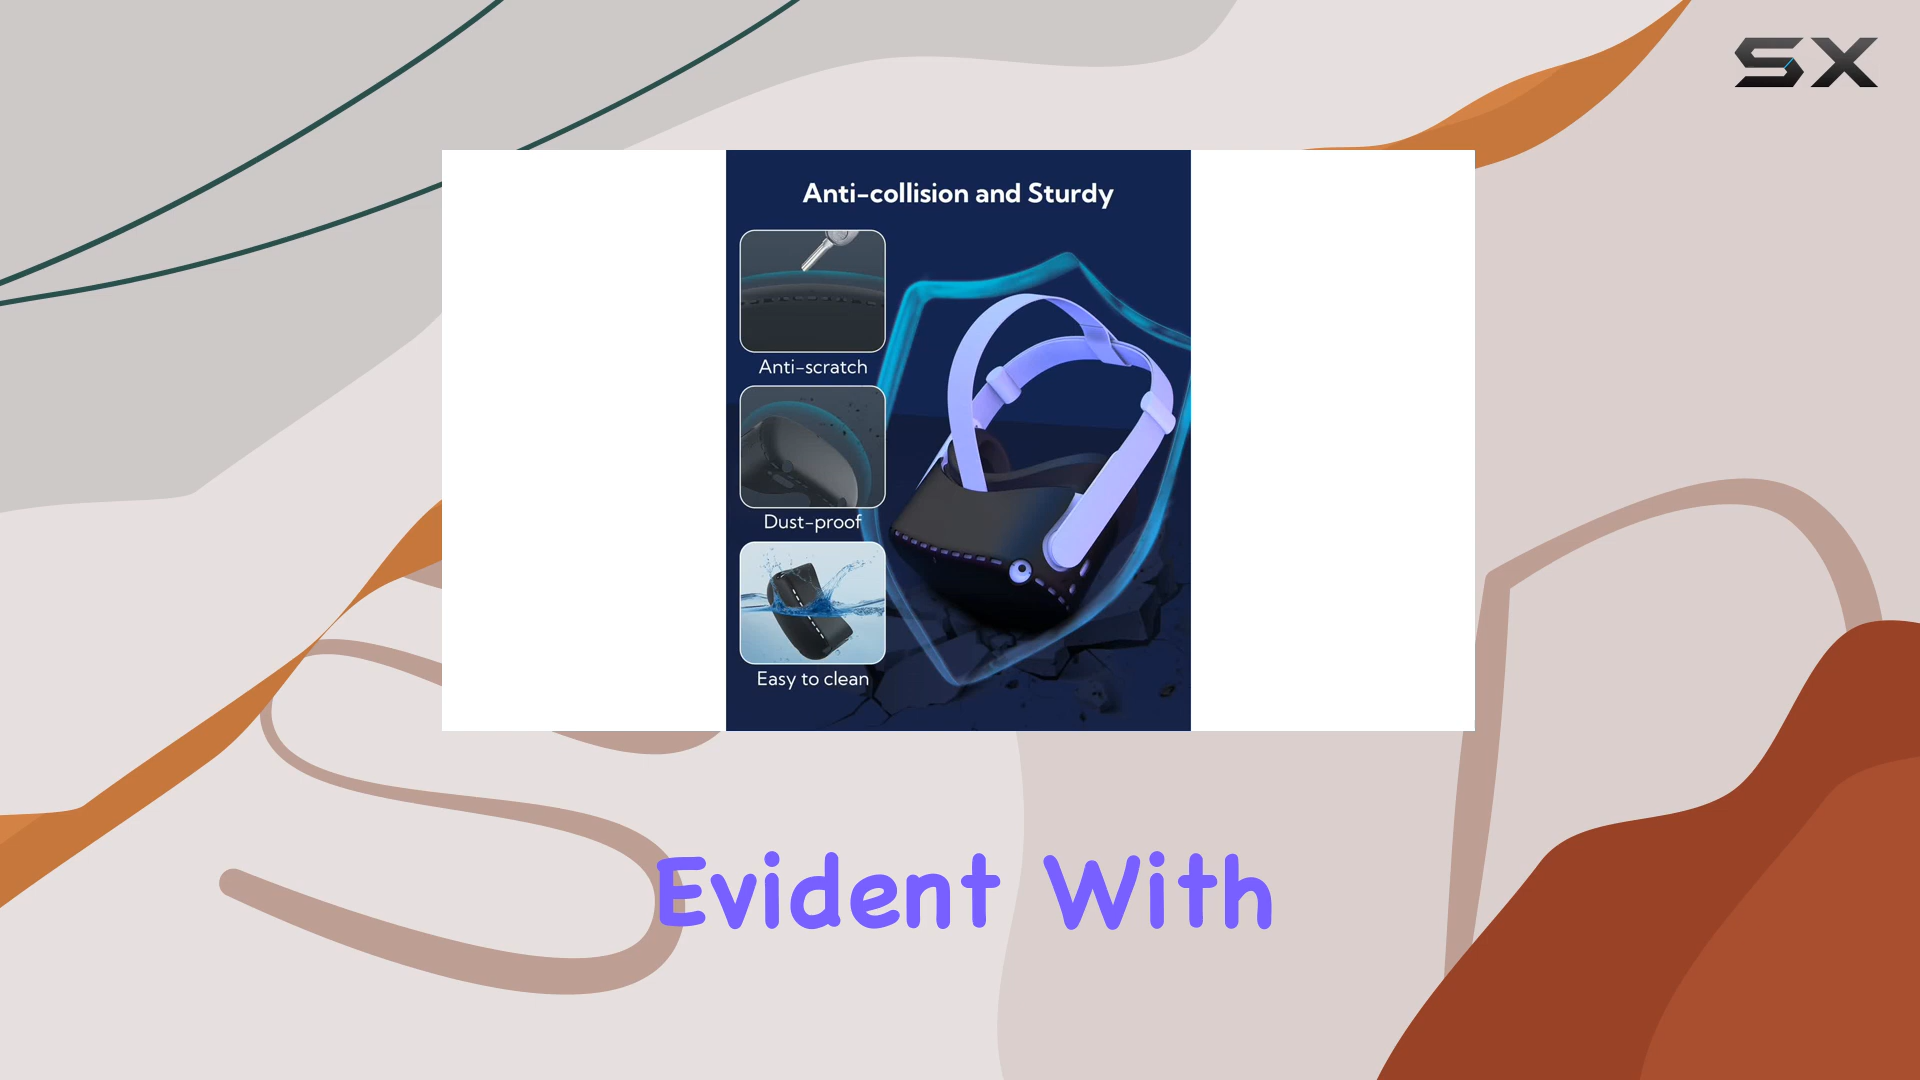 SX
Anti-collision and Sturdy
Anti-scratch
Dust-proof
Easy to clean
Evident With